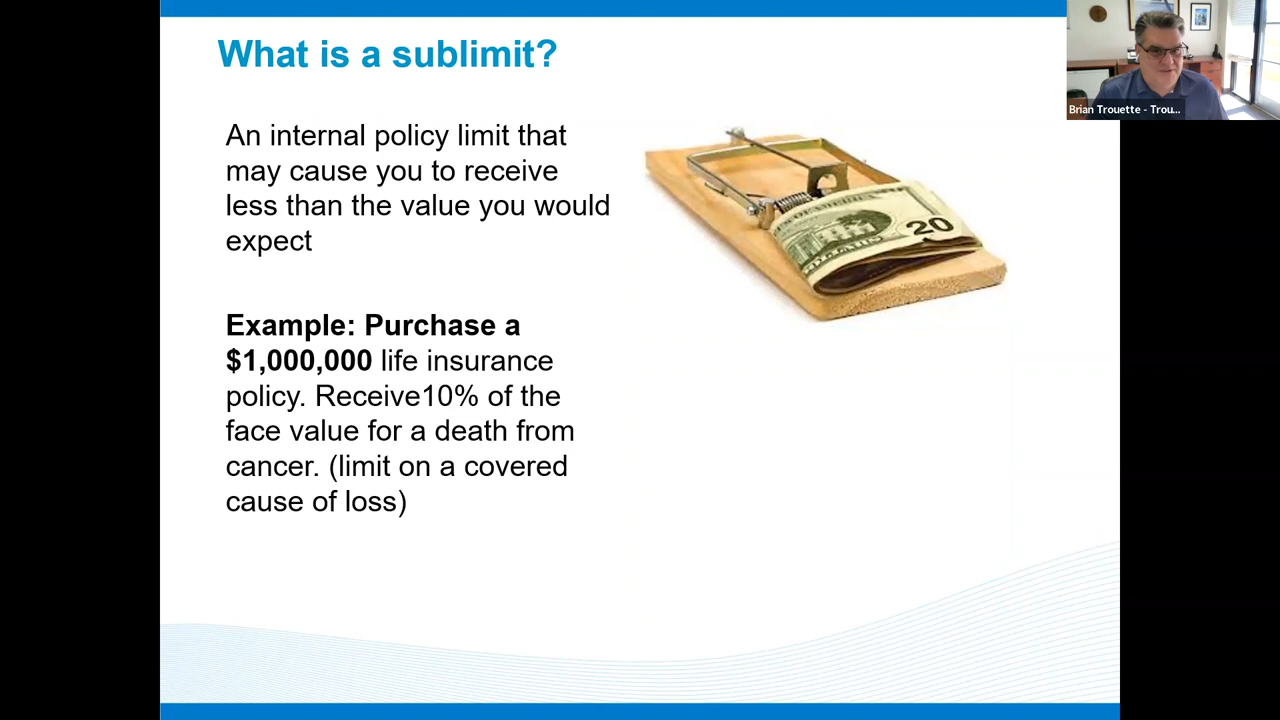 What is a sublimit?
An internal policy limit that
may cause you to receive
less than the value you would
expect
Example: Purchase a
$1,000,000 life insurance
policy. Receive10% of the
face value for a death from
cancer. (limit on a covered
cause of loss)
20
Brian Trouette - Trou...